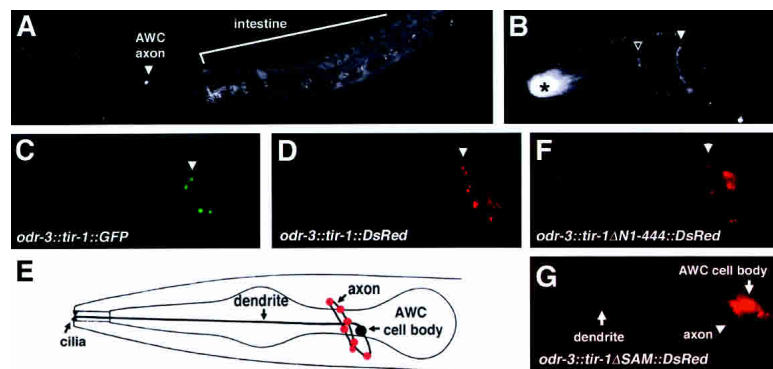 A
AWC
axon
intestine
B
*
C
odr-3::tir-1::GFP
D
odr-3::tir-1::DsRed
F
odr-3::tir-1ΔN1-444::DsRed
E
cilia
dendrite
axon
AWC
cell body
G
AWC cell body
dendrite
axon
odr-3::tir-1ΔSAM::DsRed